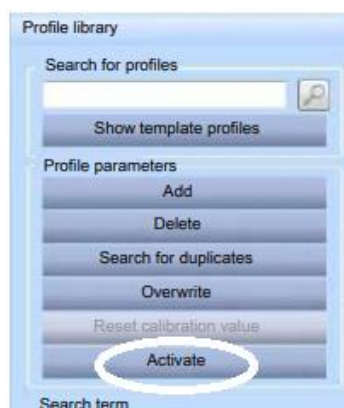 Profile library
Search for profiles
Show template profiles
Profile parameters
Add
Delete
Search for duplicates
Overwrite
Reset calibration value
Activate
Search term